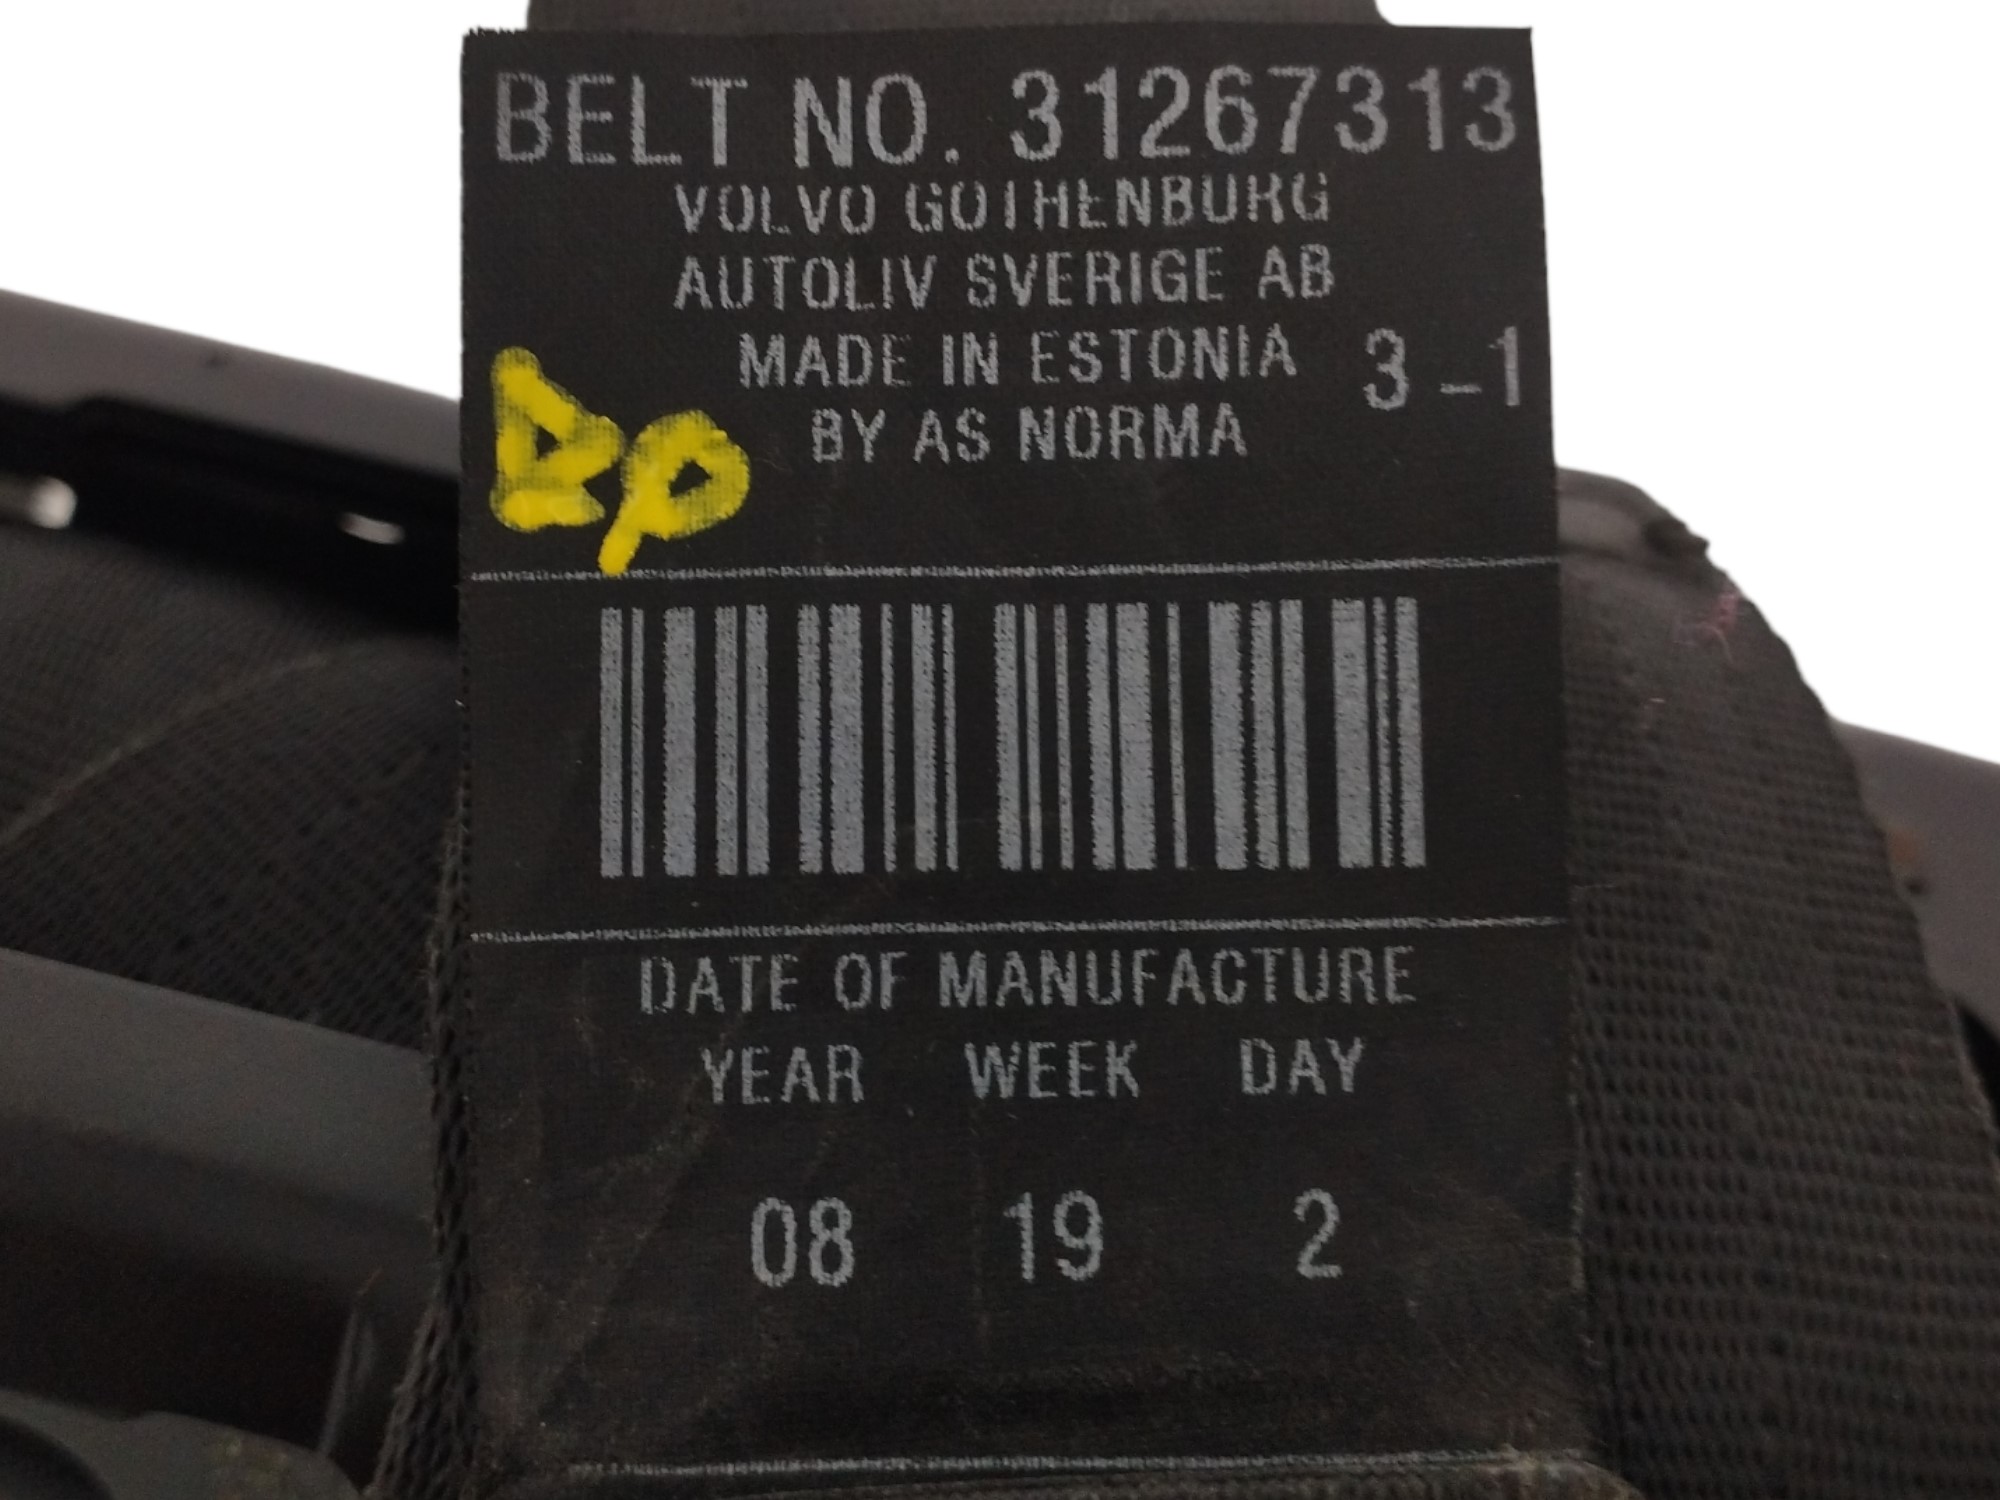 BELT NO. 31267313
VOLVO GOTHENBURG
AUTOLIV SVERIGE AB
MADE IN ESTONIA 3-1
BY AS NORMA
DATE OF MANUFACTURE
YEAR WEEK DAY
08 19 2